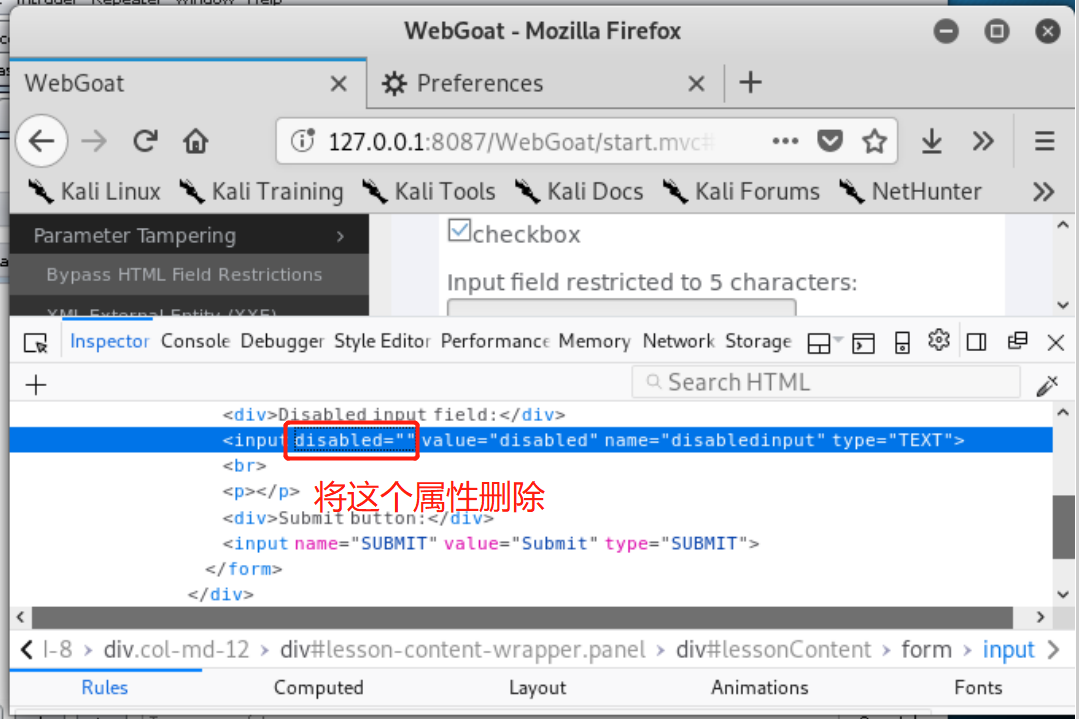 Intruder Repeater Window Help
WebGoat - Mozilla Firefox
WebGoat
Preferences
127.0.0.1:8087/WebGoat/start.mvc#
Kali Linux Kali Training Kali Tools Kali Docs Kali Forums NetHunter
Parameter Tampering
Bypass HTML Field Restrictions
XML External Entity (XXE)
checkbox
Input field restricted to 5 characters:
Inspector Console Debugger Style Editor Performance Memory Network Storage
Search HTML
<div>Disabled input field:</div>
<input disabled="" value="disabled" name="disabledinput" type="TEXT">
<br>
<p></p>
将这个属性删除
<div>Submit button:</div>
<input name="SUBMIT" value="Submit" type="SUBMIT">
</form>
</div>
l-8 › div.col-md-12 › div#lesson-content-wrapper.panel › div#lessonContent › form › input
Rules Computed Layout Animations Fonts